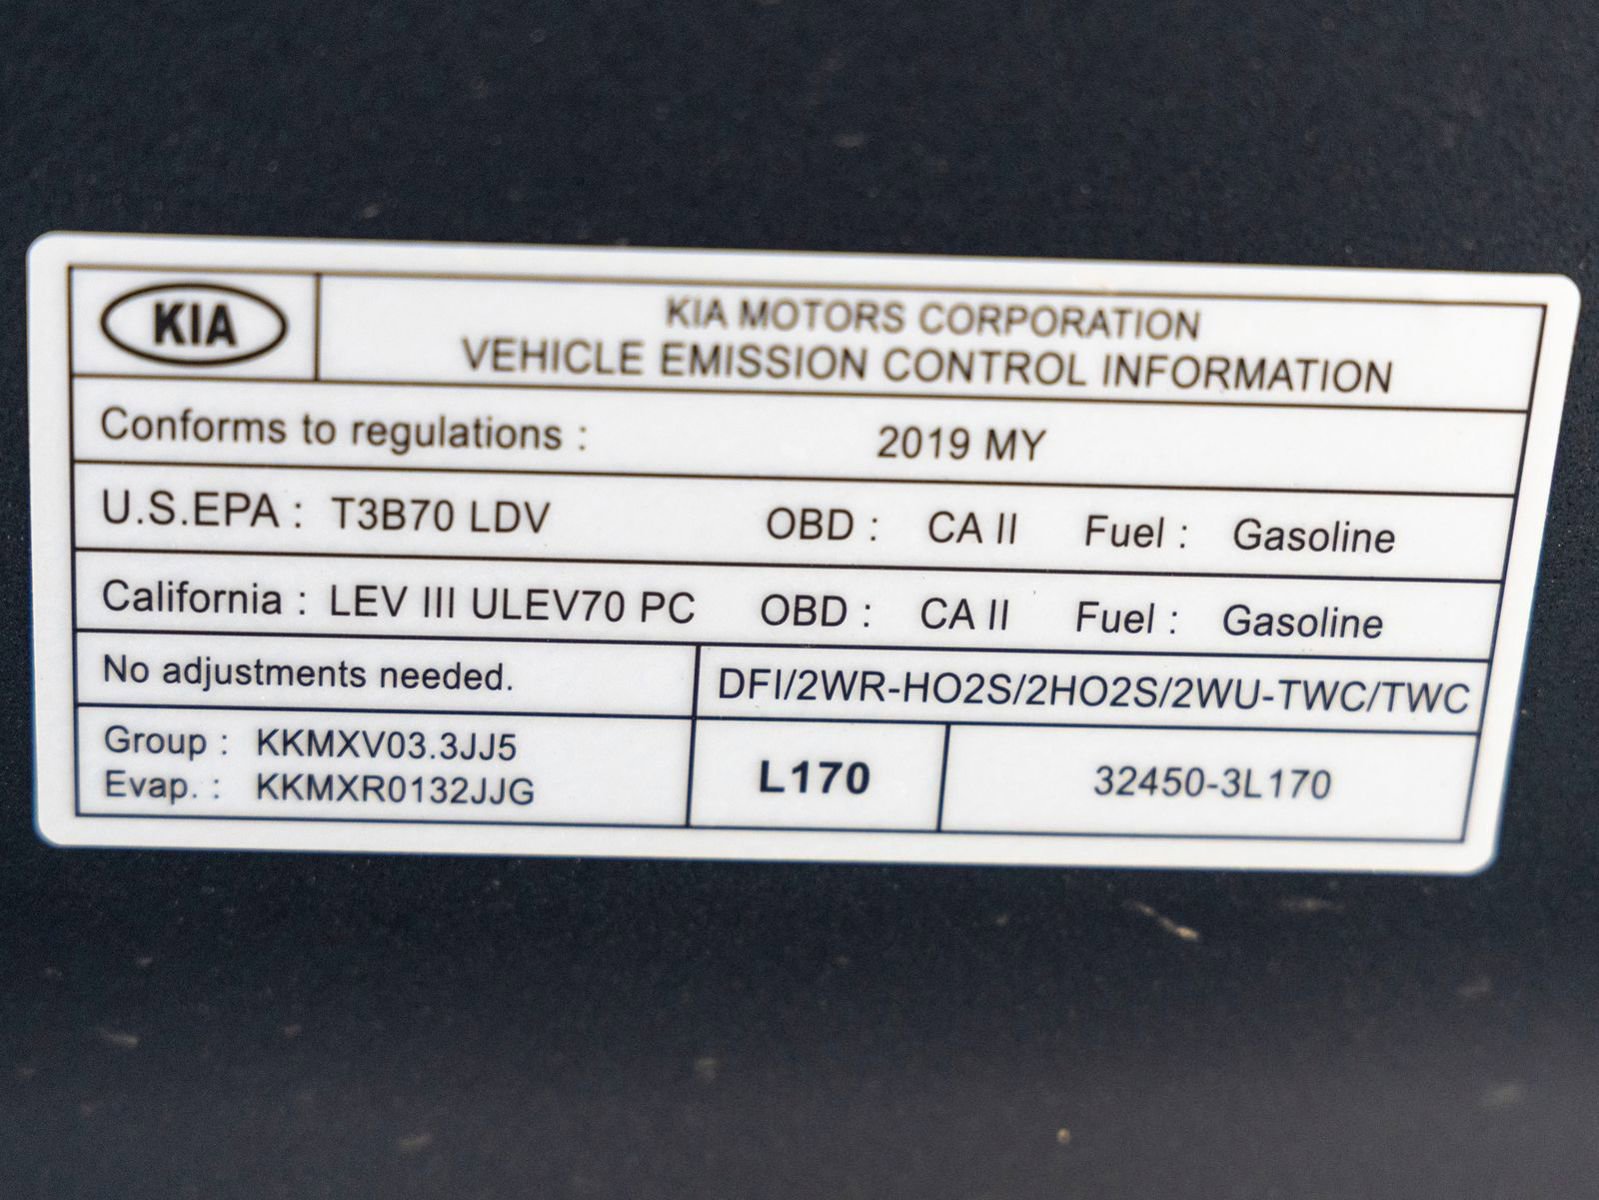 KIA
KIA MOTORS CORPORATION
VEHICLE EMISSION CONTROL INFORMATION
Conforms to regulations : 2019 MY
U.S.EPA : T3B70 LDV OBD : CA II Fuel : Gasoline
California : LEV III ULEV70 PC OBD : CA II Fuel : Gasoline
No adjustments needed. DFI/2WR-HO2S/2HO2S/2WU-TWC/TWC
Group : KKMXV03.3JJ5
Evap. : KKMXR0132JJG
L170 32450-3L170